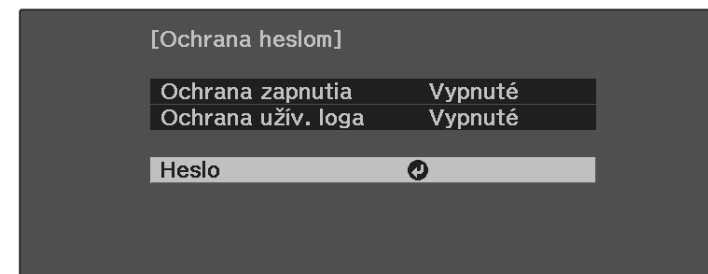 [Ochrana heslom]
Ochrana zapnutia Vypnuté
Ochrana užív. loga Vypnuté
Heslo